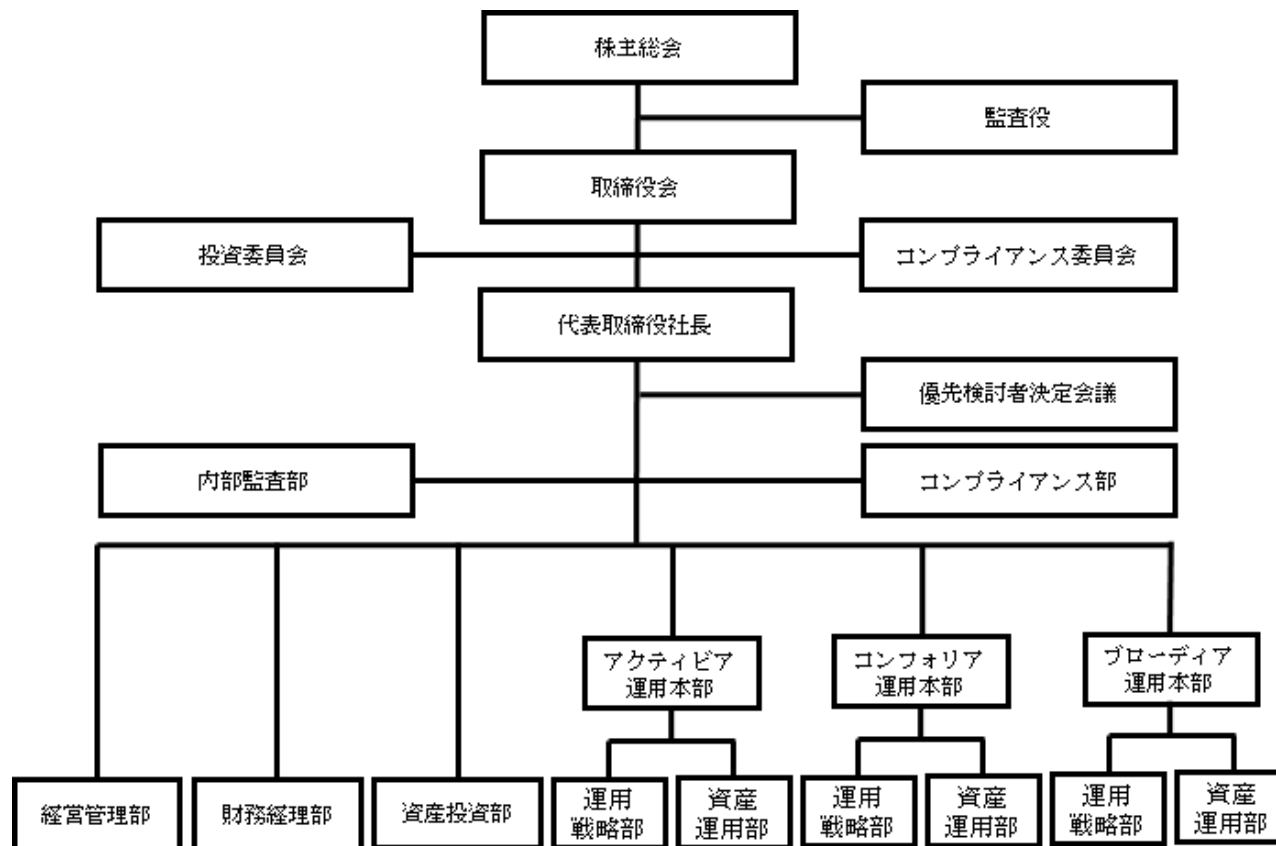 株主総会
監査役
取締役会
投資委員会
コンプライアンス委員会
代表取締役社長
優先検討者決定会議
内部監査部
コンプライアンス部
アクティビア
運用本部
コンフォリア
運用本部
ブローディア
運用本部
経営管理部
財務経理部
資産投資部
運用
戦略部
資産
運用部
運用
戦略部
資産
運用部
運用
戦略部
資産
運用部